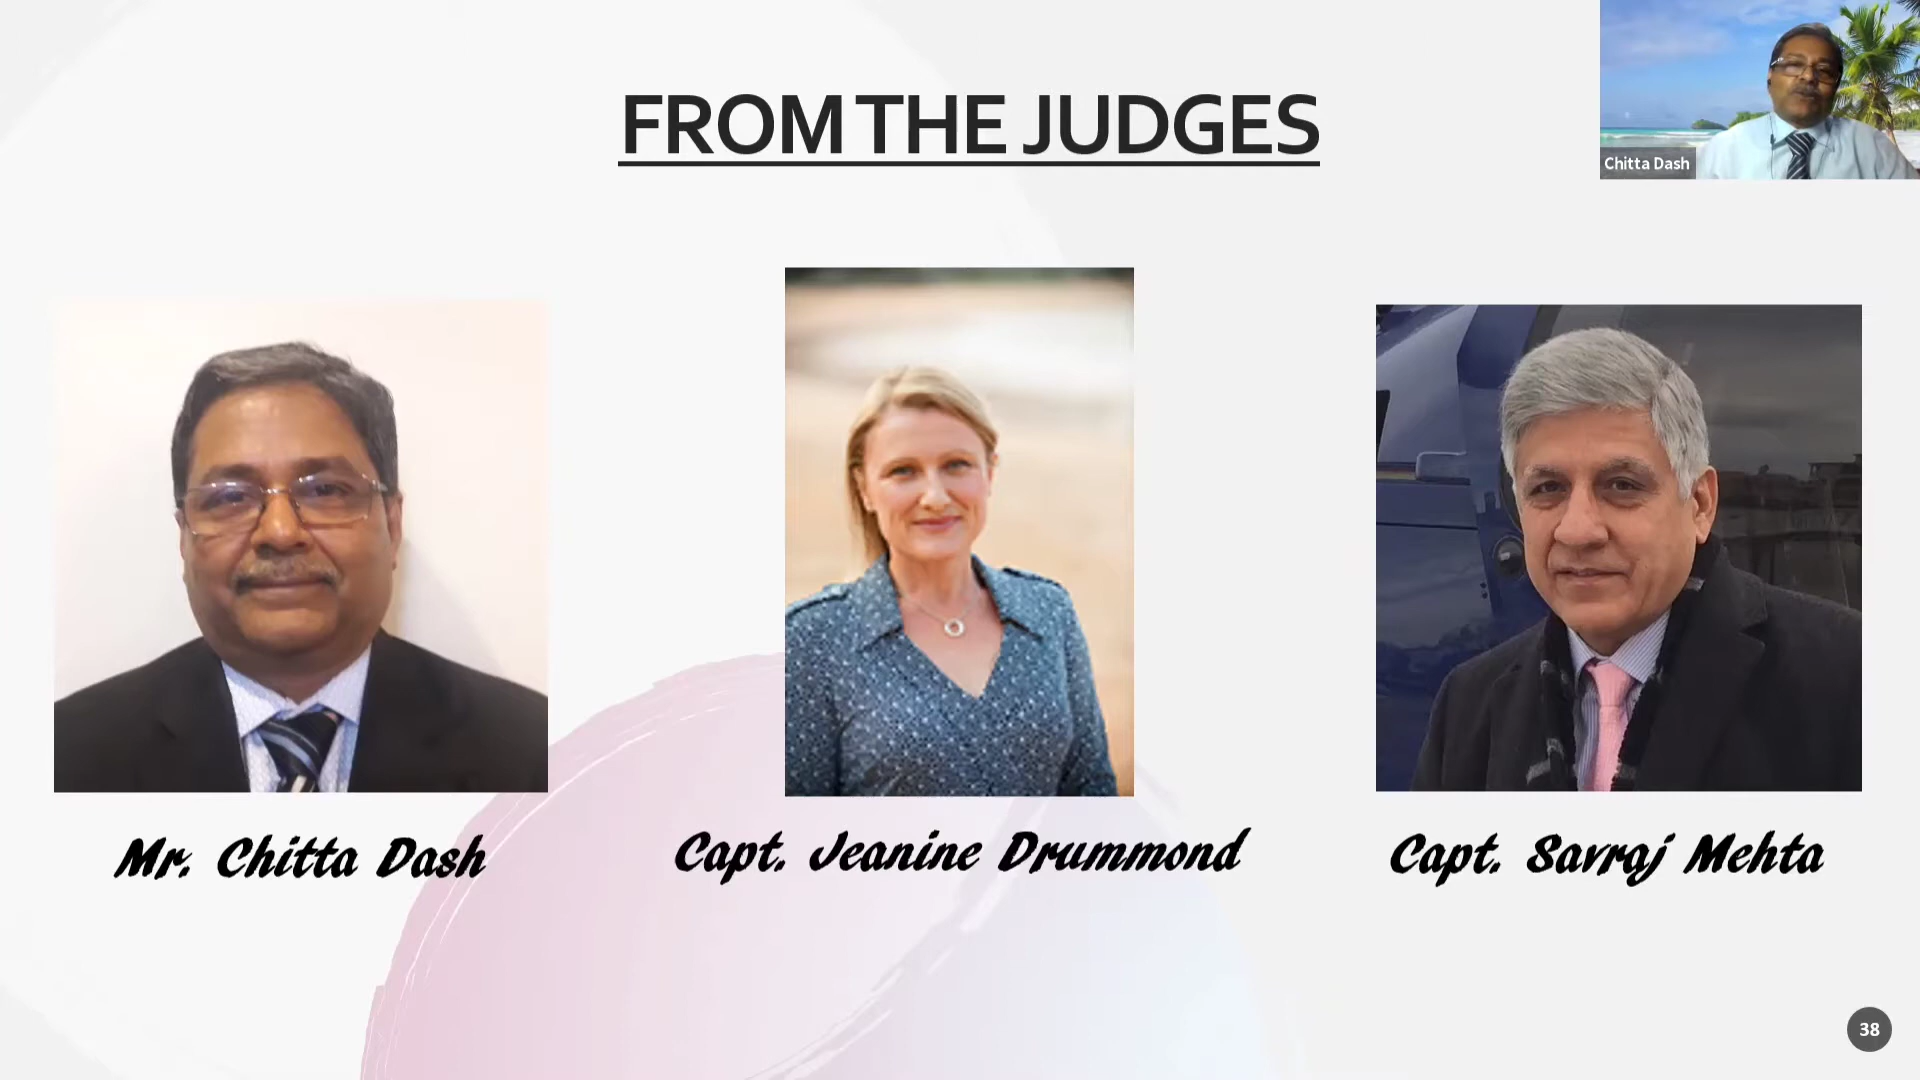 FROM THE JUDGES
Chitta Dash
Mr. Chitta Dash
Capt. Jeanine Drummond
Capt. Savraj Mehta
38